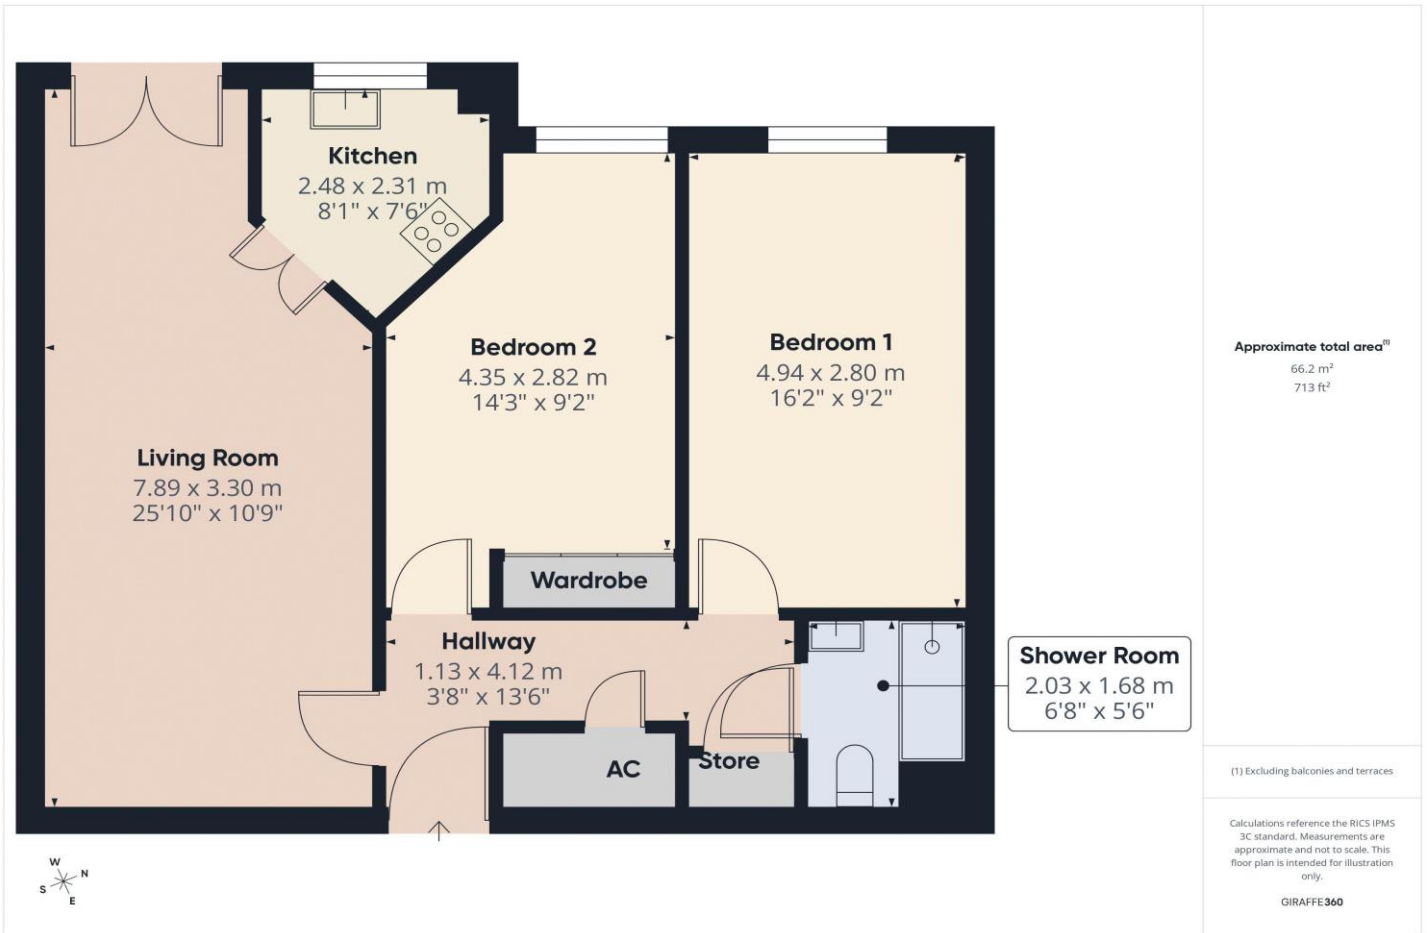 Kitchen
2.48 x 2.31 m
8'1" x 7'6"
Bedroom 2
4.35 x 2.82 m
14'3" x 9'2"
Bedroom 1
4.94 x 2.80 m
16'2" x 9'2"
Living Room
7.89 x 3.30 m
25'10" x 10'9"
Wardrobe
Hallway
1.13 x 4.12 m
3'8" x 13'6"
AC
Store
Shower Room
2.03 x 1.68 m
6'8" x 5'6"
W
N
S
E
Approximate total area(1)
66.2 m²
713 ft²
(1) Excluding balconies and terraces
Calculations reference the RICS IPMS
3C standard. Measurements are
approximate and not to scale. This
floor plan is intended for illustration
only.
GIRAFFE360